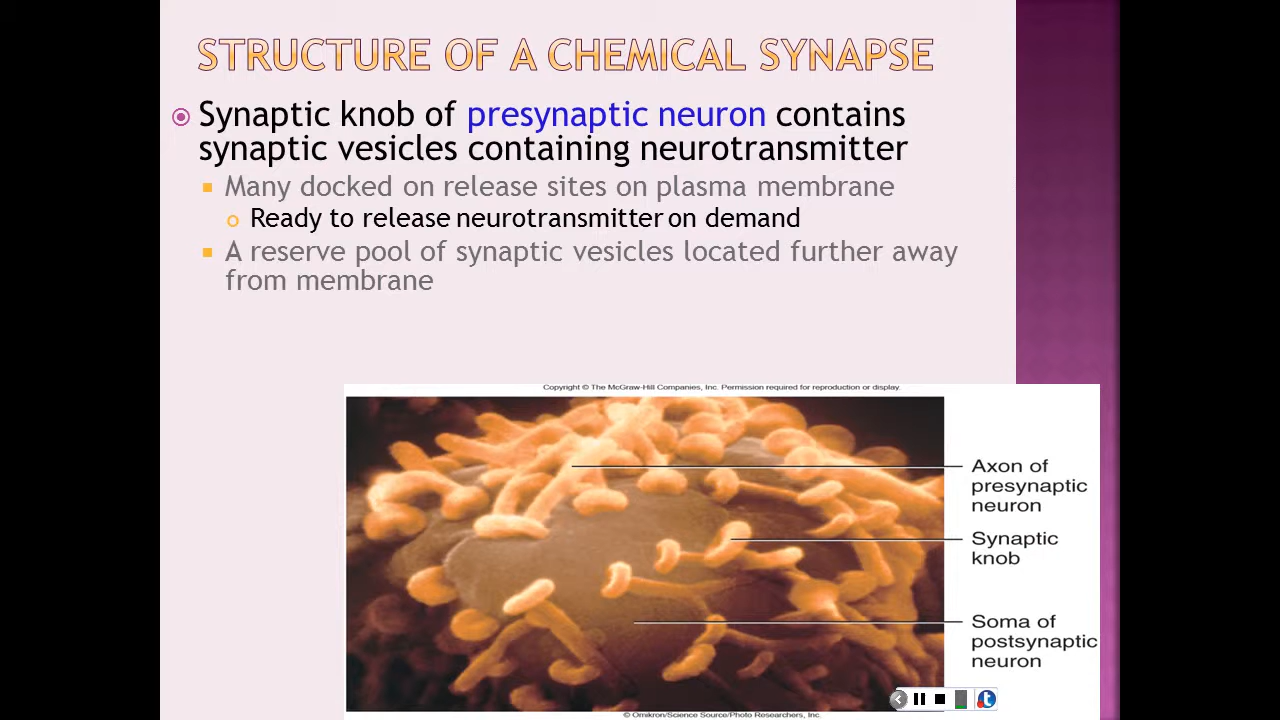 STRUCTURE OF A CHEMICAL SYNAPSE
Synaptic knob of presynaptic neuron contains
synaptic vesicles containing neurotransmitter
Many docked on release sites on plasma membrane
Ready to release neurotransmitter on demand
A reserve pool of synaptic vesicles located further away
from membrane
Copyright © The McGraw-Hill Companies, Inc. Permission required for reproduction or display.
Axon of
presynaptic
neuron
Synaptic
knob
Soma of
postsynaptic
neuron
t
© Omikron/Science Source/Photo Researchers, Inc.